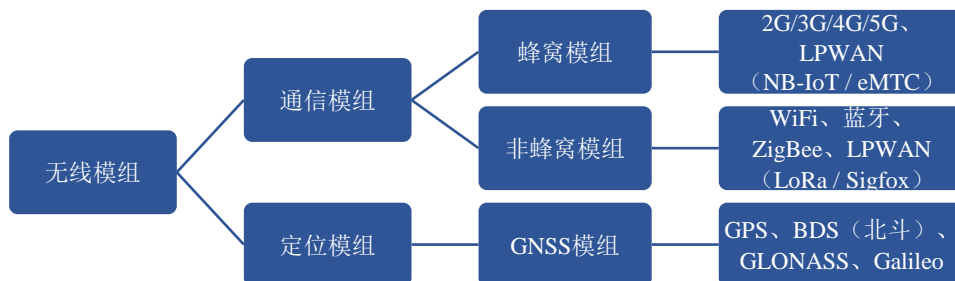 无线模组
通信模组
定位模组
蜂窝模组
非蜂窝模组
GNSS模组
2G/3G/4G/5G、
LPWAN
（NB-IoT / eMTC）
WiFi、蓝牙、
ZigBee、LPWAN
（LoRa / Sigfox）
GPS、BDS（北斗）、
GLONASS、Galileo